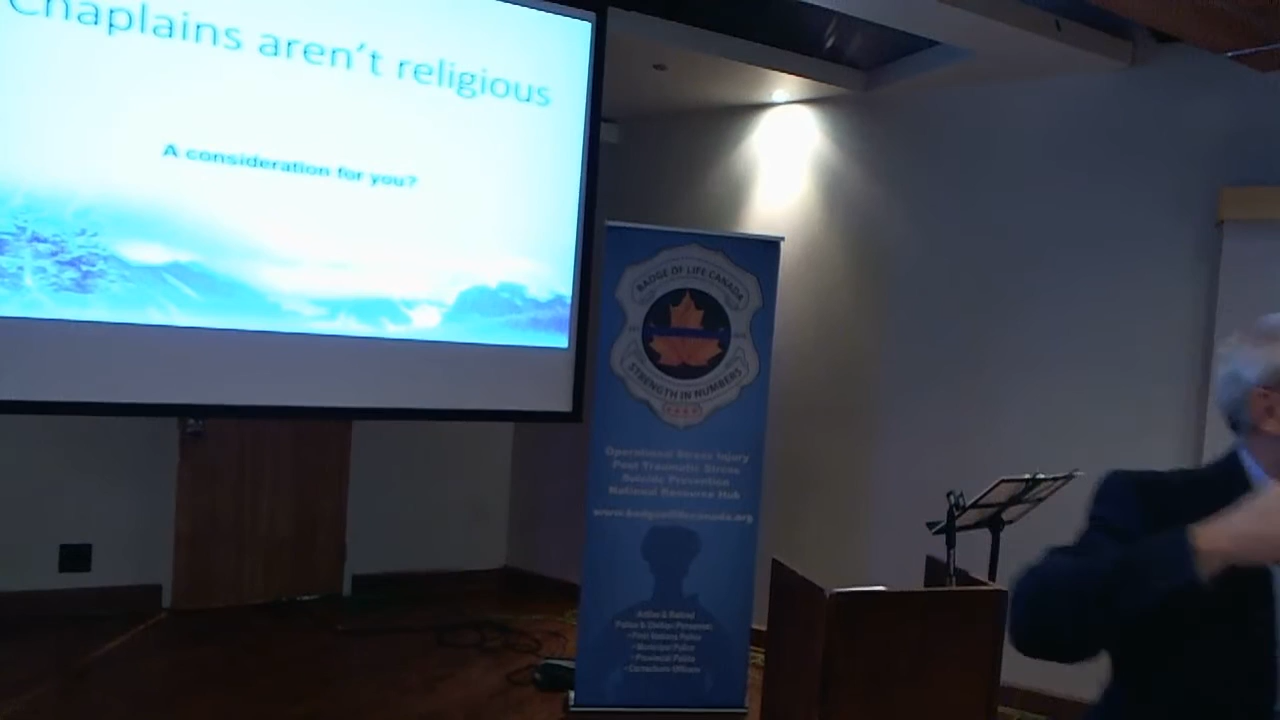 Chaplains aren't religious
A consideration for you?
BADGE OF LIFE CANADA
STRENGTH IN NUMBERS
Operational Stress Injury
Post Traumatic Stress
Suicide Prevention
National Resource Hub
www.badgeoflifecanada.org
Active & Retired
Police & Civilian Personnel
• First Nations Police
• Municipal Police
• Provincial Police
• Corrections Officers